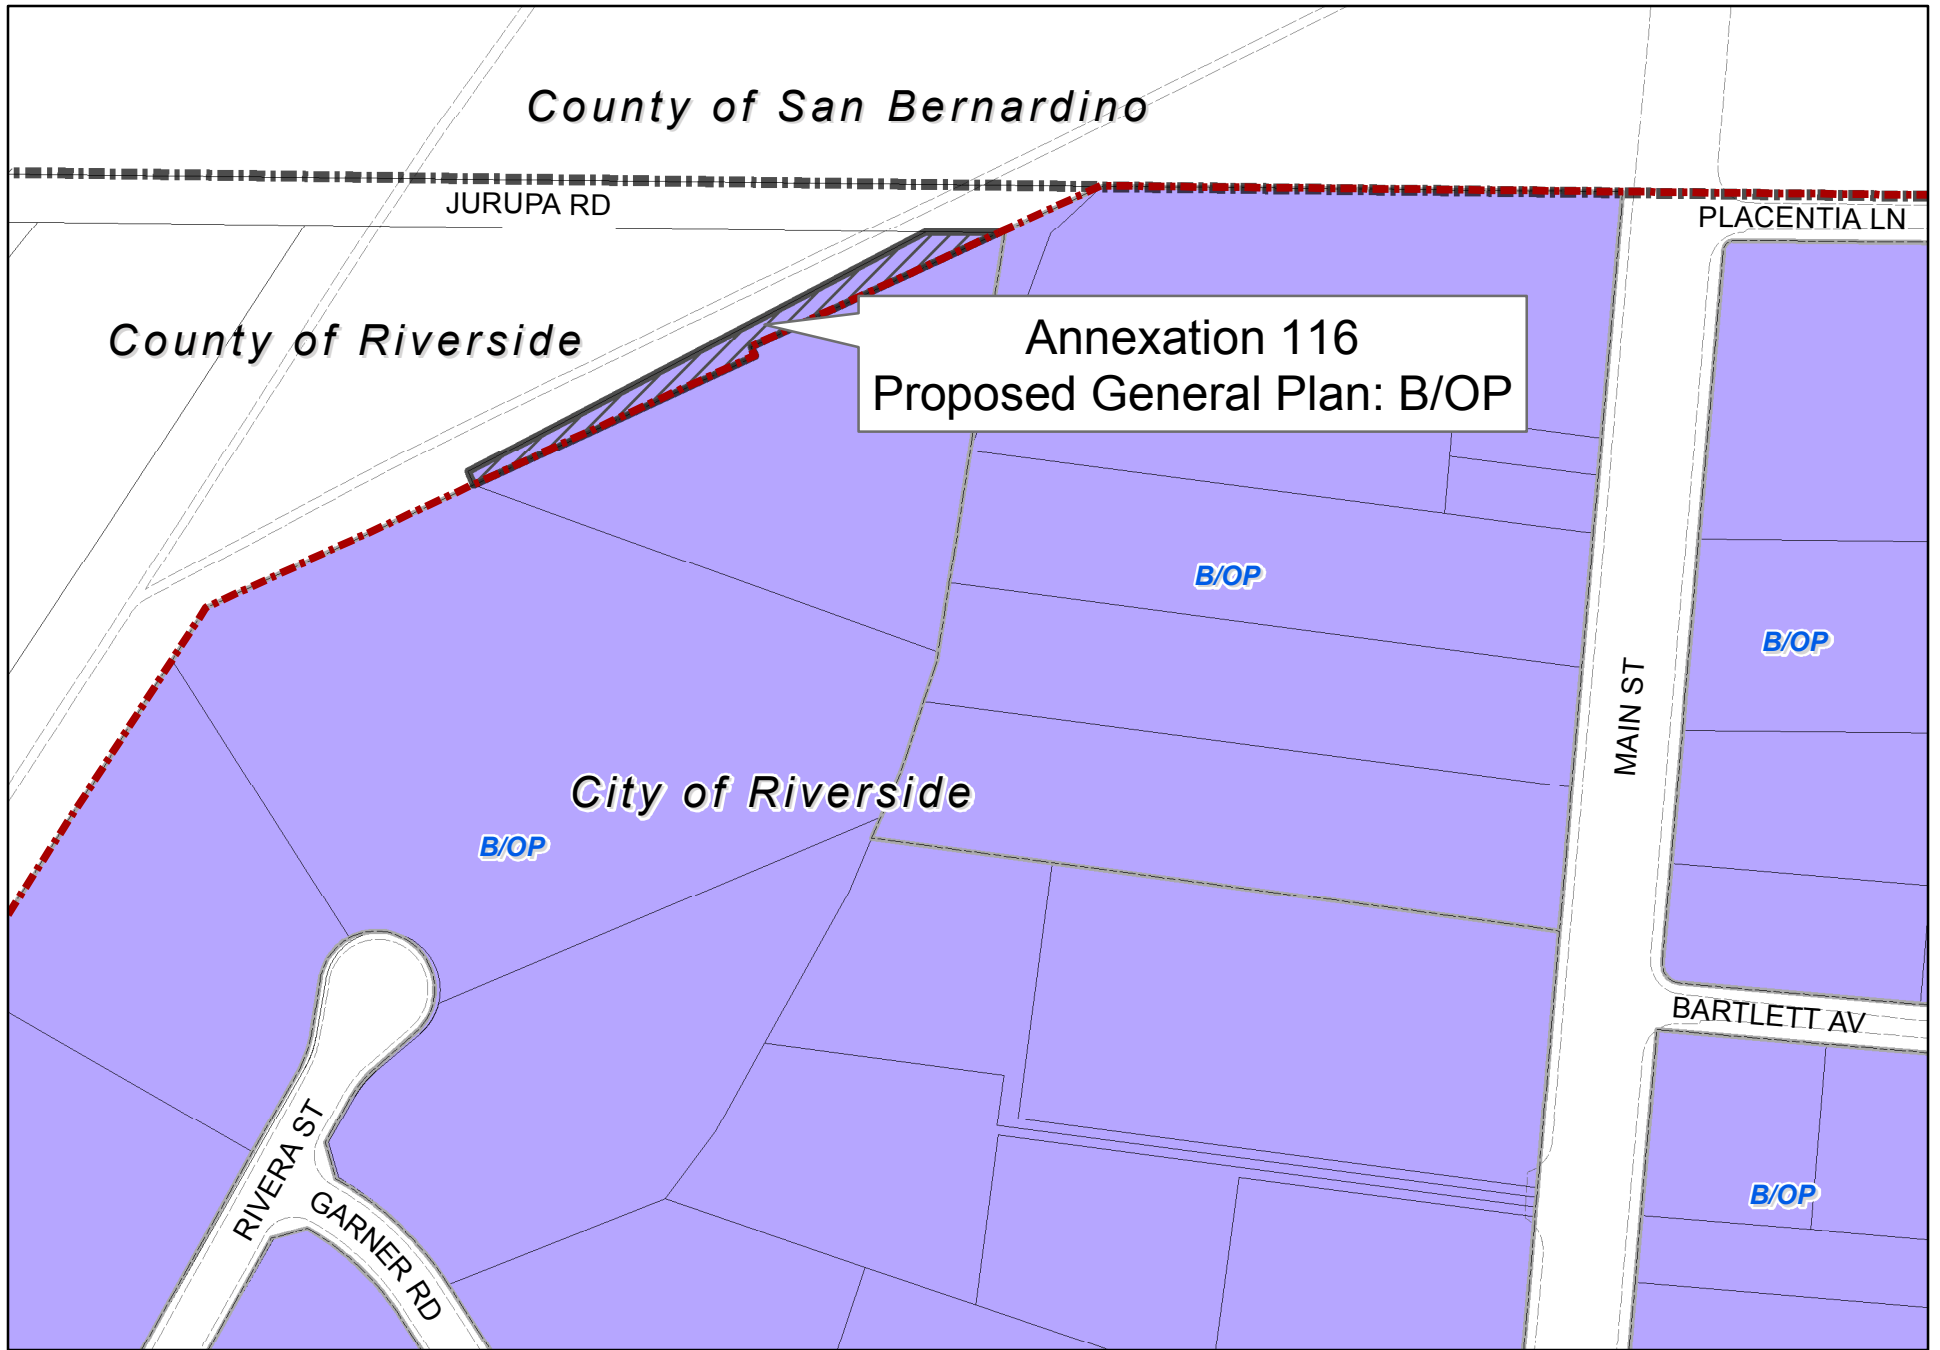 County of San Bernardino
JURUPA RD
PLACENTIA LN
County of Riverside
Annexation 116
Proposed General Plan: B/OP
B/OP
B/OP
MAIN ST
City of Riverside
B/OP
BARTLETT AV
RIVERA ST
GARNER RD
B/OP